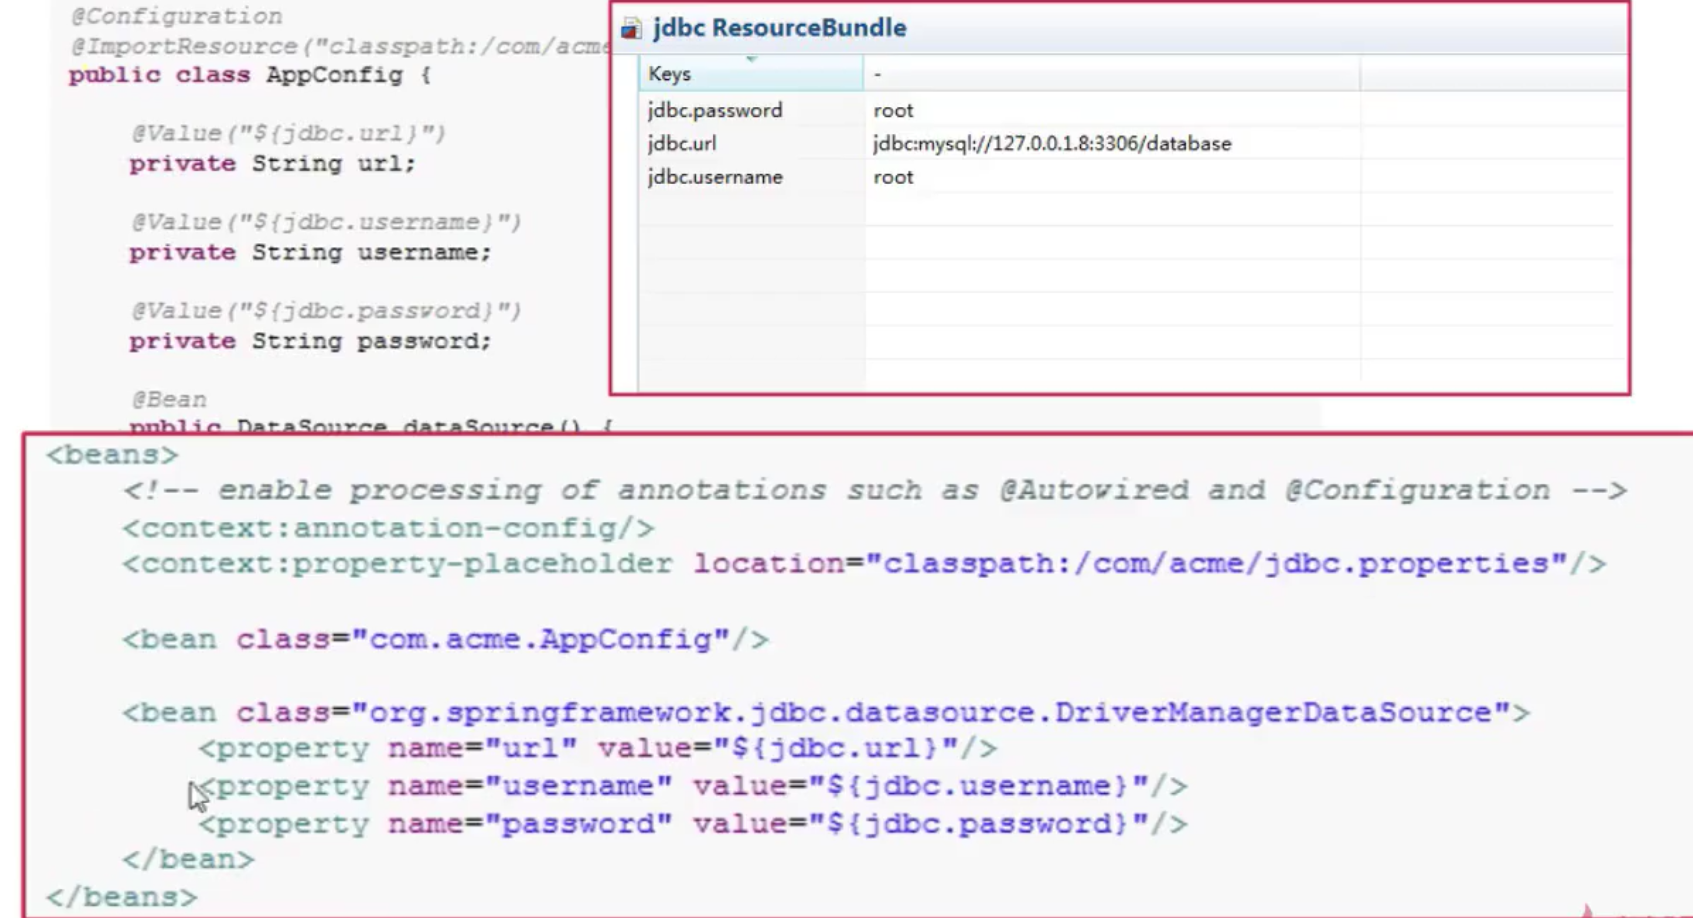 @Configuration
@ImportResource("classpath:/com/acme
public class AppConfig {
@Value("${jdbc.url}")
private String url;
@Value("${jdbc.username}")
private String username;
@Value("${jdbc.password}")
private String password;
@Bean
public DataSource dataSource() {
jdbc ResourceBundle
Keys -
jdbc.password root
jdbc.url jdbc:mysql://127.0.0.1.8:3306/database
jdbc.username root
<beans>
<!-- enable processing of annotations such as @Autowired and @Configuration -->
<context:annotation-config/>
<context:property-placeholder location="classpath:/com/acme/jdbc.properties"/>
<bean class="com.acme.AppConfig"/>
<bean class="org.springframework.jdbc.datasource.DriverManagerDataSource">
<property name="url" value="${jdbc.url}"/>
<property name="username" value="${jdbc.username}"/>
<property name="password" value="${jdbc.password}"/>
</bean>
</beans>